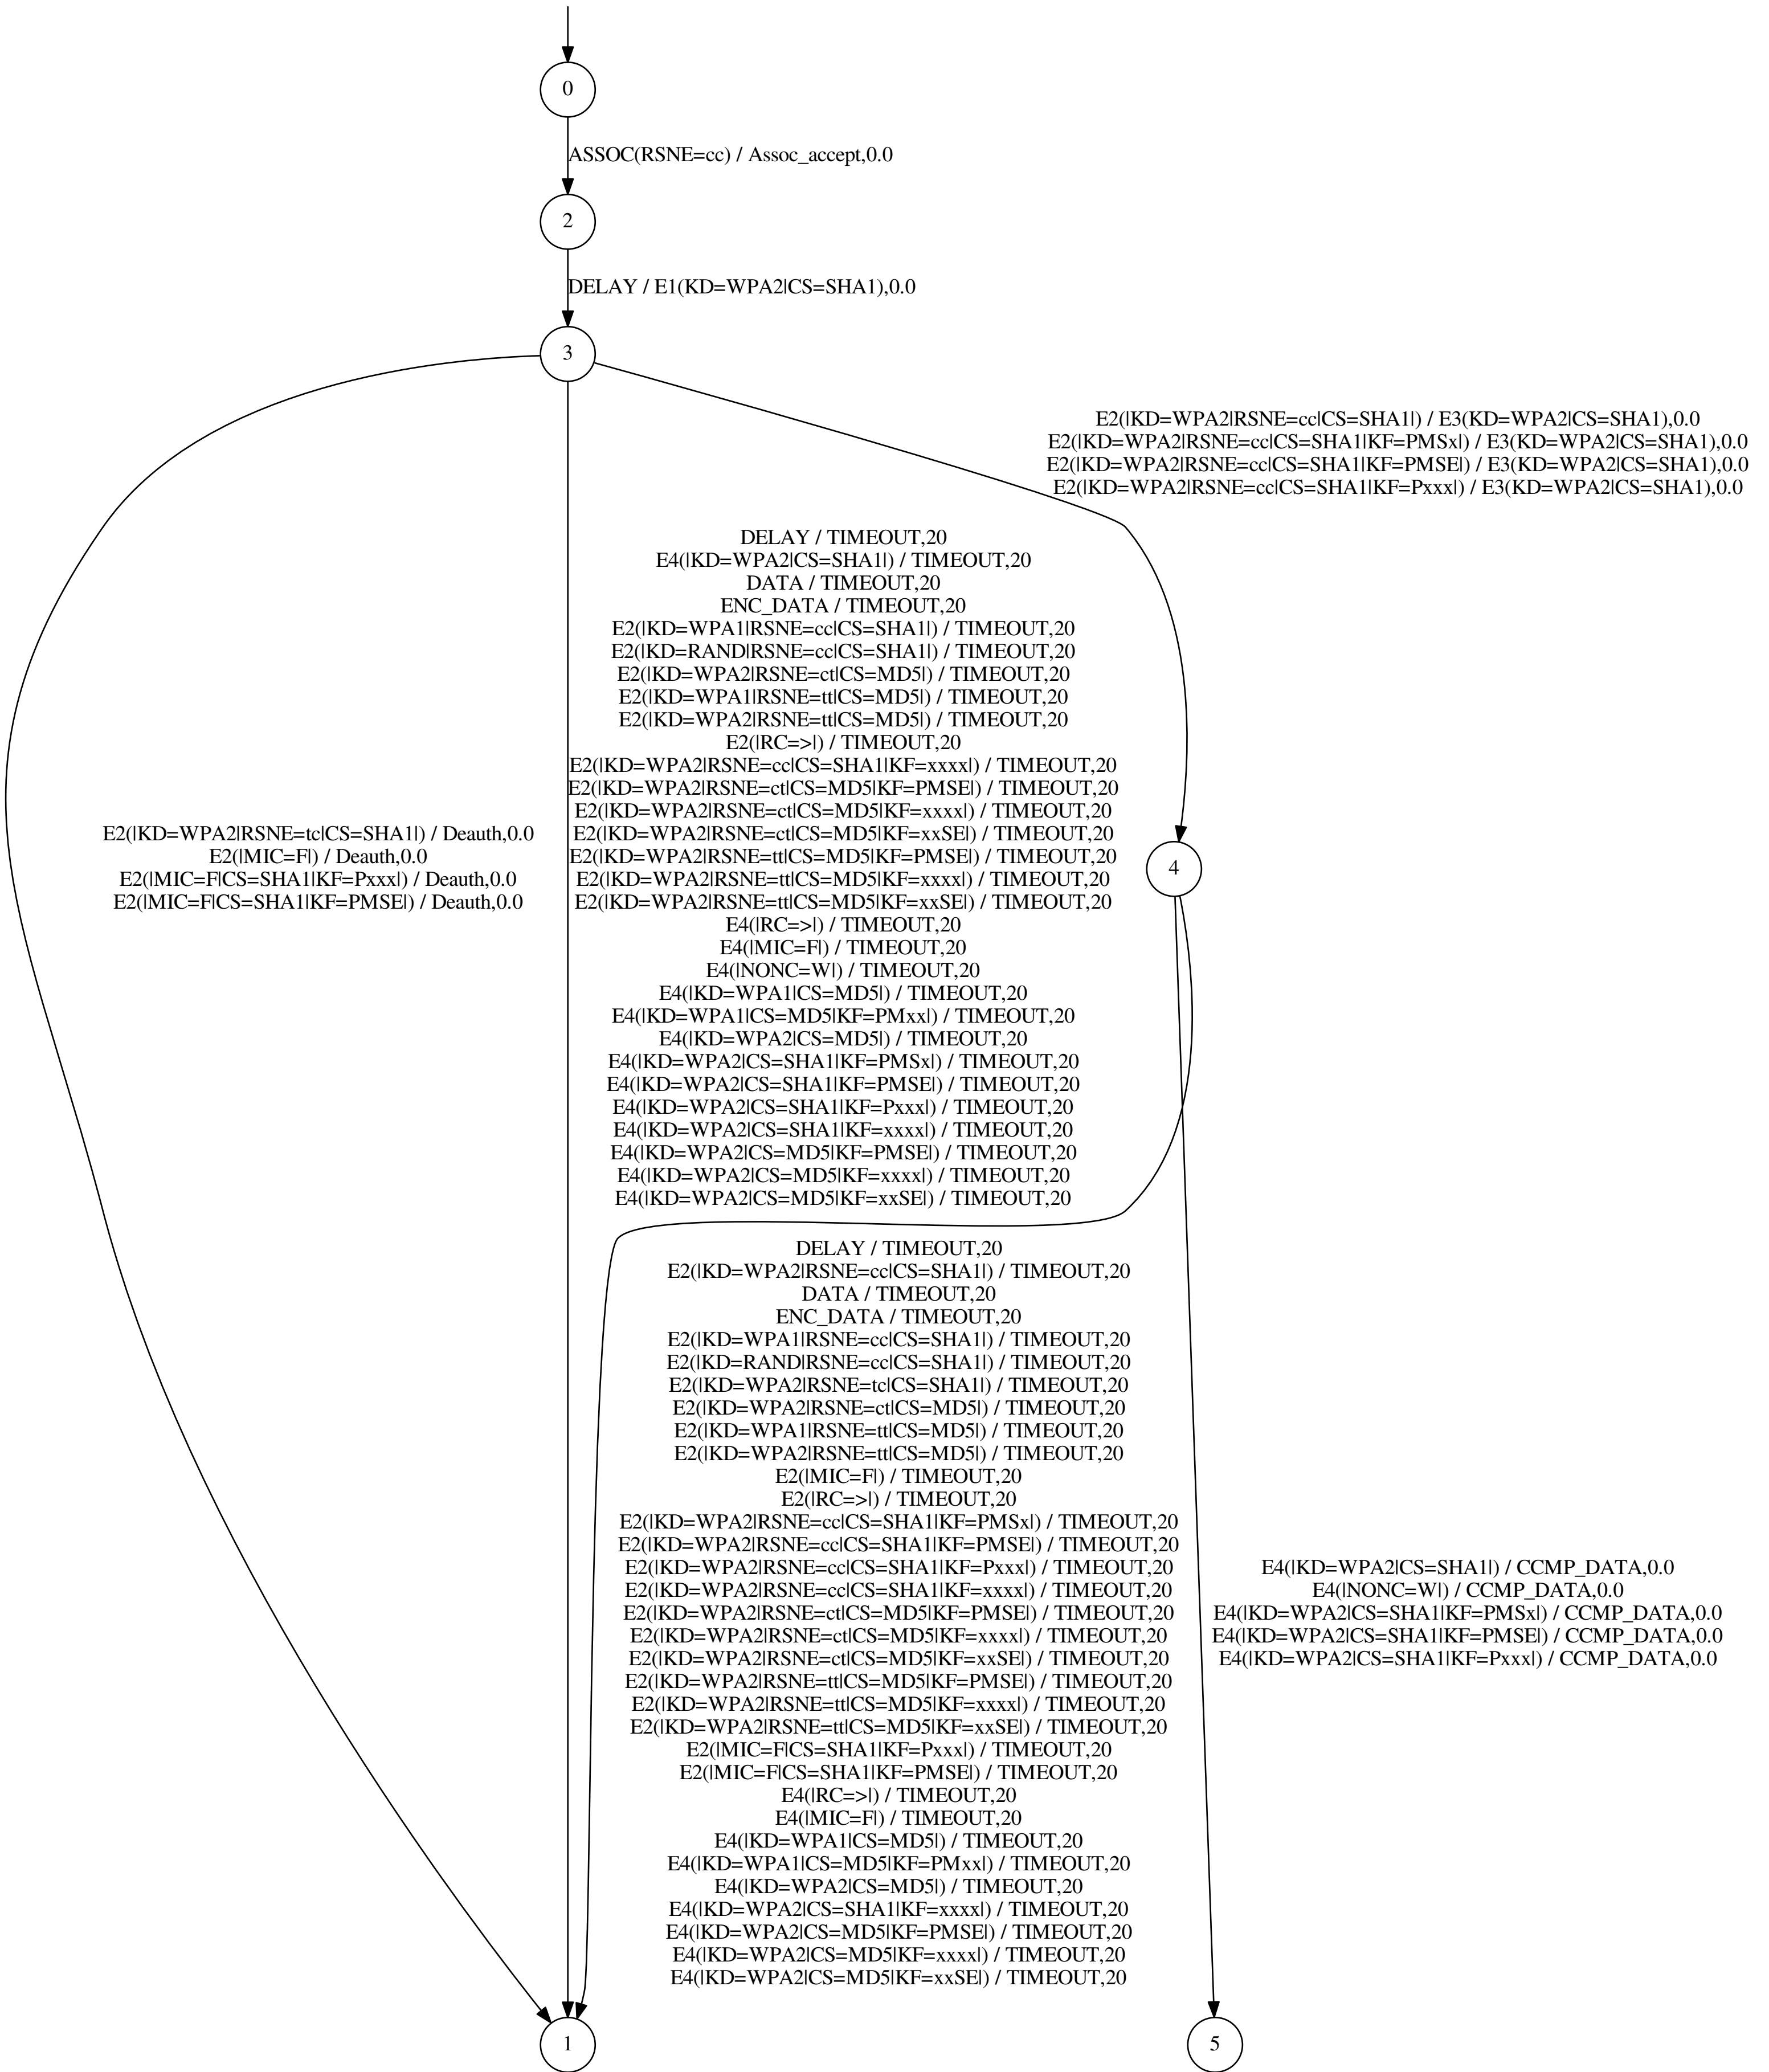 0
ASSOC(RSNE=cc) / Assoc_accept,0.0
2
DELAY / E1(KD=WPA2|CS=SHA1),0.0
3
E2(|KD=WPA2|RSNE=cc|CS=SHA1|) / E3(KD=WPA2|CS=SHA1),0.0
E2(|KD=WPA2|RSNE=cc|CS=SHA1|KF=PMSx|) / E3(KD=WPA2|CS=SHA1),0.0
E2(|KD=WPA2|RSNE=cc|CS=SHA1|KF=PMSE|) / E3(KD=WPA2|CS=SHA1),0.0
E2(|KD=WPA2|RSNE=cc|CS=SHA1|KF=Pxxx|) / E3(KD=WPA2|CS=SHA1),0.0
DELAY / TIMEOUT,20
E4(|KD=WPA2|CS=SHA1|) / TIMEOUT,20
DATA / TIMEOUT,20
ENC_DATA / TIMEOUT,20
E2(|KD=WPA1|RSNE=cc|CS=SHA1|) / TIMEOUT,20
E2(|KD=RAND|RSNE=cc|CS=SHA1|) / TIMEOUT,20
E2(|KD=WPA2|RSNE=ct|CS=MD5|) / TIMEOUT,20
E2(|KD=WPA1|RSNE=tt|CS=MD5|) / TIMEOUT,20
E2(|KD=WPA2|RSNE=tt|CS=MD5|) / TIMEOUT,20
E2(|RC=>|) / TIMEOUT,20
E2(|KD=WPA2|RSNE=cc|CS=SHA1|KF=xxxx|) / TIMEOUT,20
E2(|KD=WPA2|RSNE=ct|CS=MD5|KF=PMSE|) / TIMEOUT,20
E2(|KD=WPA2|RSNE=ct|CS=MD5|KF=xxxx|) / TIMEOUT,20
E2(|KD=WPA2|RSNE=ct|CS=MD5|KF=xxSE|) / TIMEOUT,20
E2(|KD=WPA2|RSNE=tt|CS=MD5|KF=PMSE|) / TIMEOUT,20
E2(|KD=WPA2|RSNE=tt|CS=MD5|KF=xxxx|) / TIMEOUT,20
E2(|KD=WPA2|RSNE=tt|CS=MD5|KF=xxSE|) / TIMEOUT,20
E4(|RC=>|) / TIMEOUT,20
E4(|MIC=F|) / TIMEOUT,20
E4(|NONC=W|) / TIMEOUT,20
E4(|KD=WPA1|CS=MD5|) / TIMEOUT,20
E4(|KD=WPA1|CS=MD5|KF=PMxx|) / TIMEOUT,20
E4(|KD=WPA2|CS=MD5|) / TIMEOUT,20
E4(|KD=WPA2|CS=SHA1|KF=PMSx|) / TIMEOUT,20
E4(|KD=WPA2|CS=SHA1|KF=PMSE|) / TIMEOUT,20
E4(|KD=WPA2|CS=SHA1|KF=Pxxx|) / TIMEOUT,20
E4(|KD=WPA2|CS=SHA1|KF=xxxx|) / TIMEOUT,20
E4(|KD=WPA2|CS=MD5|KF=PMSE|) / TIMEOUT,20
E4(|KD=WPA2|CS=MD5|KF=xxxx|) / TIMEOUT,20
E4(|KD=WPA2|CS=MD5|KF=xxSE|) / TIMEOUT,20
E2(|KD=WPA2|RSNE=tc|CS=SHA1|) / Deauth,0.0
E2(|MIC=F|) / Deauth,0.0
E2(|MIC=F|CS=SHA1|KF=Pxxx|) / Deauth,0.0
E2(|MIC=F|CS=SHA1|KF=PMSE|) / Deauth,0.0
4
DELAY / TIMEOUT,20
E2(|KD=WPA2|RSNE=cc|CS=SHA1|) / TIMEOUT,20
DATA / TIMEOUT,20
ENC_DATA / TIMEOUT,20
E2(|KD=WPA1|RSNE=cc|CS=SHA1|) / TIMEOUT,20
E2(|KD=RAND|RSNE=cc|CS=SHA1|) / TIMEOUT,20
E2(|KD=WPA2|RSNE=tc|CS=SHA1|) / TIMEOUT,20
E2(|KD=WPA2|RSNE=ct|CS=MD5|) / TIMEOUT,20
E2(|KD=WPA1|RSNE=tt|CS=MD5|) / TIMEOUT,20
E2(|KD=WPA2|RSNE=tt|CS=MD5|) / TIMEOUT,20
E2(|MIC=F|) / TIMEOUT,20
E2(|RC=>|) / TIMEOUT,20
E2(|KD=WPA2|RSNE=cc|CS=SHA1|KF=PMSx|) / TIMEOUT,20
E2(|KD=WPA2|RSNE=cc|CS=SHA1|KF=PMSE|) / TIMEOUT,20
E2(|KD=WPA2|RSNE=cc|CS=SHA1|KF=Pxxx|) / TIMEOUT,20
E2(|KD=WPA2|RSNE=cc|CS=SHA1|KF=xxxx|) / TIMEOUT,20
E2(|KD=WPA2|RSNE=ct|CS=MD5|KF=PMSE|) / TIMEOUT,20
E2(|KD=WPA2|RSNE=ct|CS=MD5|KF=xxxx|) / TIMEOUT,20
E2(|KD=WPA2|RSNE=ct|CS=MD5|KF=xxSE|) / TIMEOUT,20
E2(|KD=WPA2|RSNE=tt|CS=MD5|KF=PMSE|) / TIMEOUT,20
E2(|KD=WPA2|RSNE=tt|CS=MD5|KF=xxxx|) / TIMEOUT,20
E2(|KD=WPA2|RSNE=tt|CS=MD5|KF=xxSE|) / TIMEOUT,20
E2(|MIC=F|CS=SHA1|KF=Pxxx|) / TIMEOUT,20
E2(|MIC=F|CS=SHA1|KF=PMSE|) / TIMEOUT,20
E4(|RC=>|) / TIMEOUT,20
E4(|MIC=F|) / TIMEOUT,20
E4(|KD=WPA1|CS=MD5|) / TIMEOUT,20
E4(|KD=WPA1|CS=MD5|KF=PMxx|) / TIMEOUT,20
E4(|KD=WPA2|CS=MD5|) / TIMEOUT,20
E4(|KD=WPA2|CS=SHA1|KF=xxxx|) / TIMEOUT,20
E4(|KD=WPA2|CS=MD5|KF=PMSE|) / TIMEOUT,20
E4(|KD=WPA2|CS=MD5|KF=xxxx|) / TIMEOUT,20
E4(|KD=WPA2|CS=MD5|KF=xxSE|) / TIMEOUT,20
E4(|KD=WPA2|CS=SHA1|) / CCMP_DATA,0.0
E4(|NONC=W|) / CCMP_DATA,0.0
E4(|KD=WPA2|CS=SHA1|KF=PMSx|) / CCMP_DATA,0.0
E4(|KD=WPA2|CS=SHA1|KF=PMSE|) / CCMP_DATA,0.0
E4(|KD=WPA2|CS=SHA1|KF=Pxxx|) / CCMP_DATA,0.0
1
5